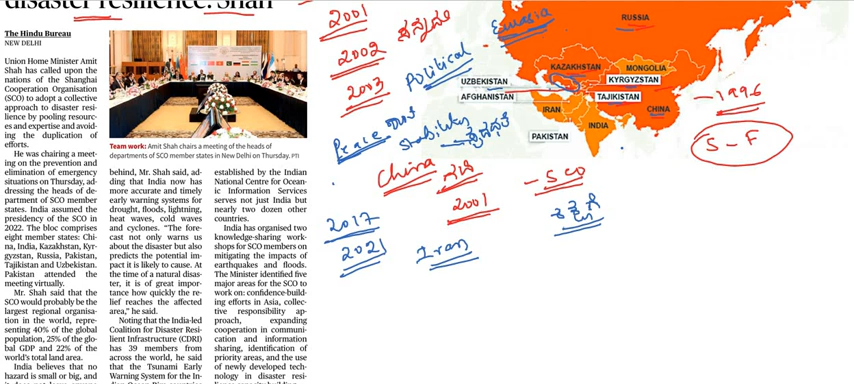 disaster resilience: Shah
The Hindu Bureau
NEW DELHI
Union Home Minister Amit
Shah has called upon the
nations of the Shanghai
Cooperation Organisation
(SCO) to adopt a collective
approach to disaster resi-
lience by pooling resourc-
es and expertise and avoid-
ing the duplication of
efforts.
He was chairing a meet-
ing on the prevention and
elimination of emergency
situations on Thursday, ad-
dressing the heads of de-
partment of SCO member
states. India assumed the
presidency of the SCO in
2022. The bloc comprises
eight member states: Chi-
na, India, Kazakhstan, Kyr-
gyzstan, Russia, Pakistan,
Tajikistan and Uzbekistan.
Pakistan attended the
meeting virtually.
Mr. Shah said that the
SCO would probably be the
largest regional organisa-
tion in the world, repre-
senting 40% of the global
population, 25% of the glo-
bal GDP and 22% of the
world's total land area.
India believes that no
hazard is small or big, and
Team work: Amit Shah chairs a meeting of the heads of
departments of SCO member states in New Delhi on Thursday. PTI
behind, Mr. Shah said, ad-
ding that India now has
more accurate and timely
early warning systems for
drought, floods, lightning,
heat waves, cold waves
and cyclones. "The fore-
cast not only warns us
about the disaster but also
predicts the potential im-
pact it is likely to cause. At
the time of a natural disas-
ter, it is of great impor-
tance how quickly the re-
lief reaches the affected
area," he said.
Noting that the India-led
Coalition for Disaster Resi-
lient Infrastructure (CDRI)
has 39 members from
across the world, he said
that the Tsunami Early
Warning System for the In-
established by the Indian
National Centre for Ocean-
ic Information Services
serves not just India but
nearly two dozen other
countries.
India has organised two
knowledge-sharing work-
shops for SCO members on
mitigating the impacts of
earthquakes and floods.
The Minister identified five
major areas for the SCO to
work on: confidence-build-
ing efforts in Asia, collec-
tive responsibility ap-
proach, expanding
cooperation in communi-
cation and information
sharing, identification of
priority areas, and the use
of newly developed tech-
nology in disaster resi-
2001
2002
2003
Political
Eurasia
Peace
Stability
China
- SCO
2001
2017
2021 Iran
RUSSIA
KAZAKHSTAN
MONGOLIA
UZBEKISTAN
KYRGYZSTAN
AFGHANISTAN
TAJIKISTAN
IRAN
CHINA
INDIA
PAKISTAN
- 1996
S - F